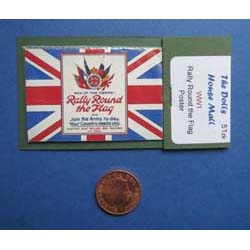 MEN OF THE EMPIRE!
Rally Round
the Flag
and
Join the Army to-day.
Your Country needs you.
The Dolls
House Mall
WW1
Rally Round the Flag
Poster